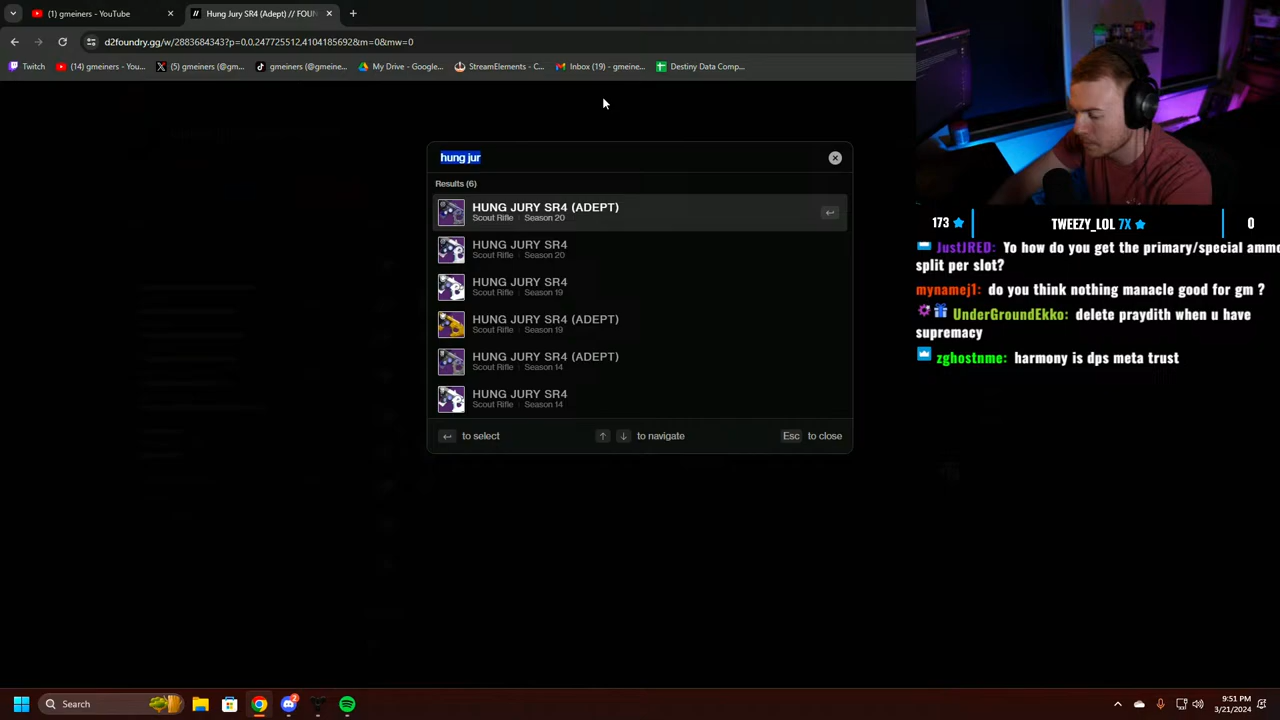 (1) gmeiners - YouTube
Hung Jury SR4 (Adept) // FOUN
d2foundry.gg/w/2883684343?p=0,0,247725512,4104185692&m=0&mw=0
Twitch
(14) gmeiners - You...
(5) gmeiners (@gm...
gmeiners (@gmeine...
My Drive - Google...
StreamElements - C...
Inbox (19) - gmeine...
Destiny Data Comp...
hung jur
Results (6)
HUNG JURY SR4 (ADEPT)
Scout Rifle Season 20
HUNG JURY SR4
Scout Rifle Season 20
HUNG JURY SR4
Scout Rifle Season 19
HUNG JURY SR4 (ADEPT)
Scout Rifle Season 19
HUNG JURY SR4 (ADEPT)
Scout Rifle Season 14
HUNG JURY SR4
Scout Rifle Season 14
to select
to navigate
Esc to close
173
TWEEZY_LOL 7X
0
JustJRED: Yo how do you get the primary/special ammo
split per slot?
mynamej1: do you think nothing manacle good for gm ?
UnderGroundEkko: delete praydith when u have
supremacy
zghostnme: harmony is dps meta trust
Search
2
9:51 PM
3/21/2024